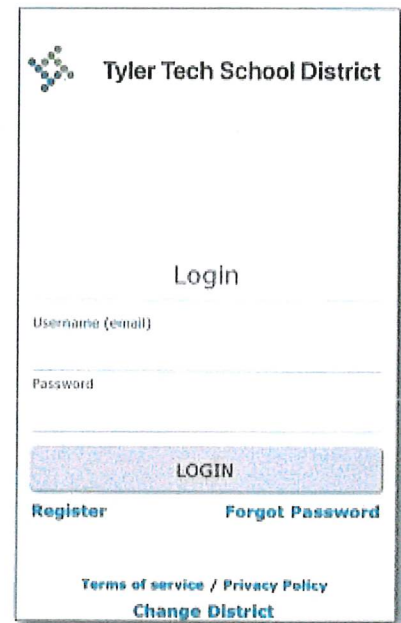 Tyler Tech School District
Login
Username (email)
Password
LOGIN
Register Forgot Password
Terms of service / Privacy Policy
Change District